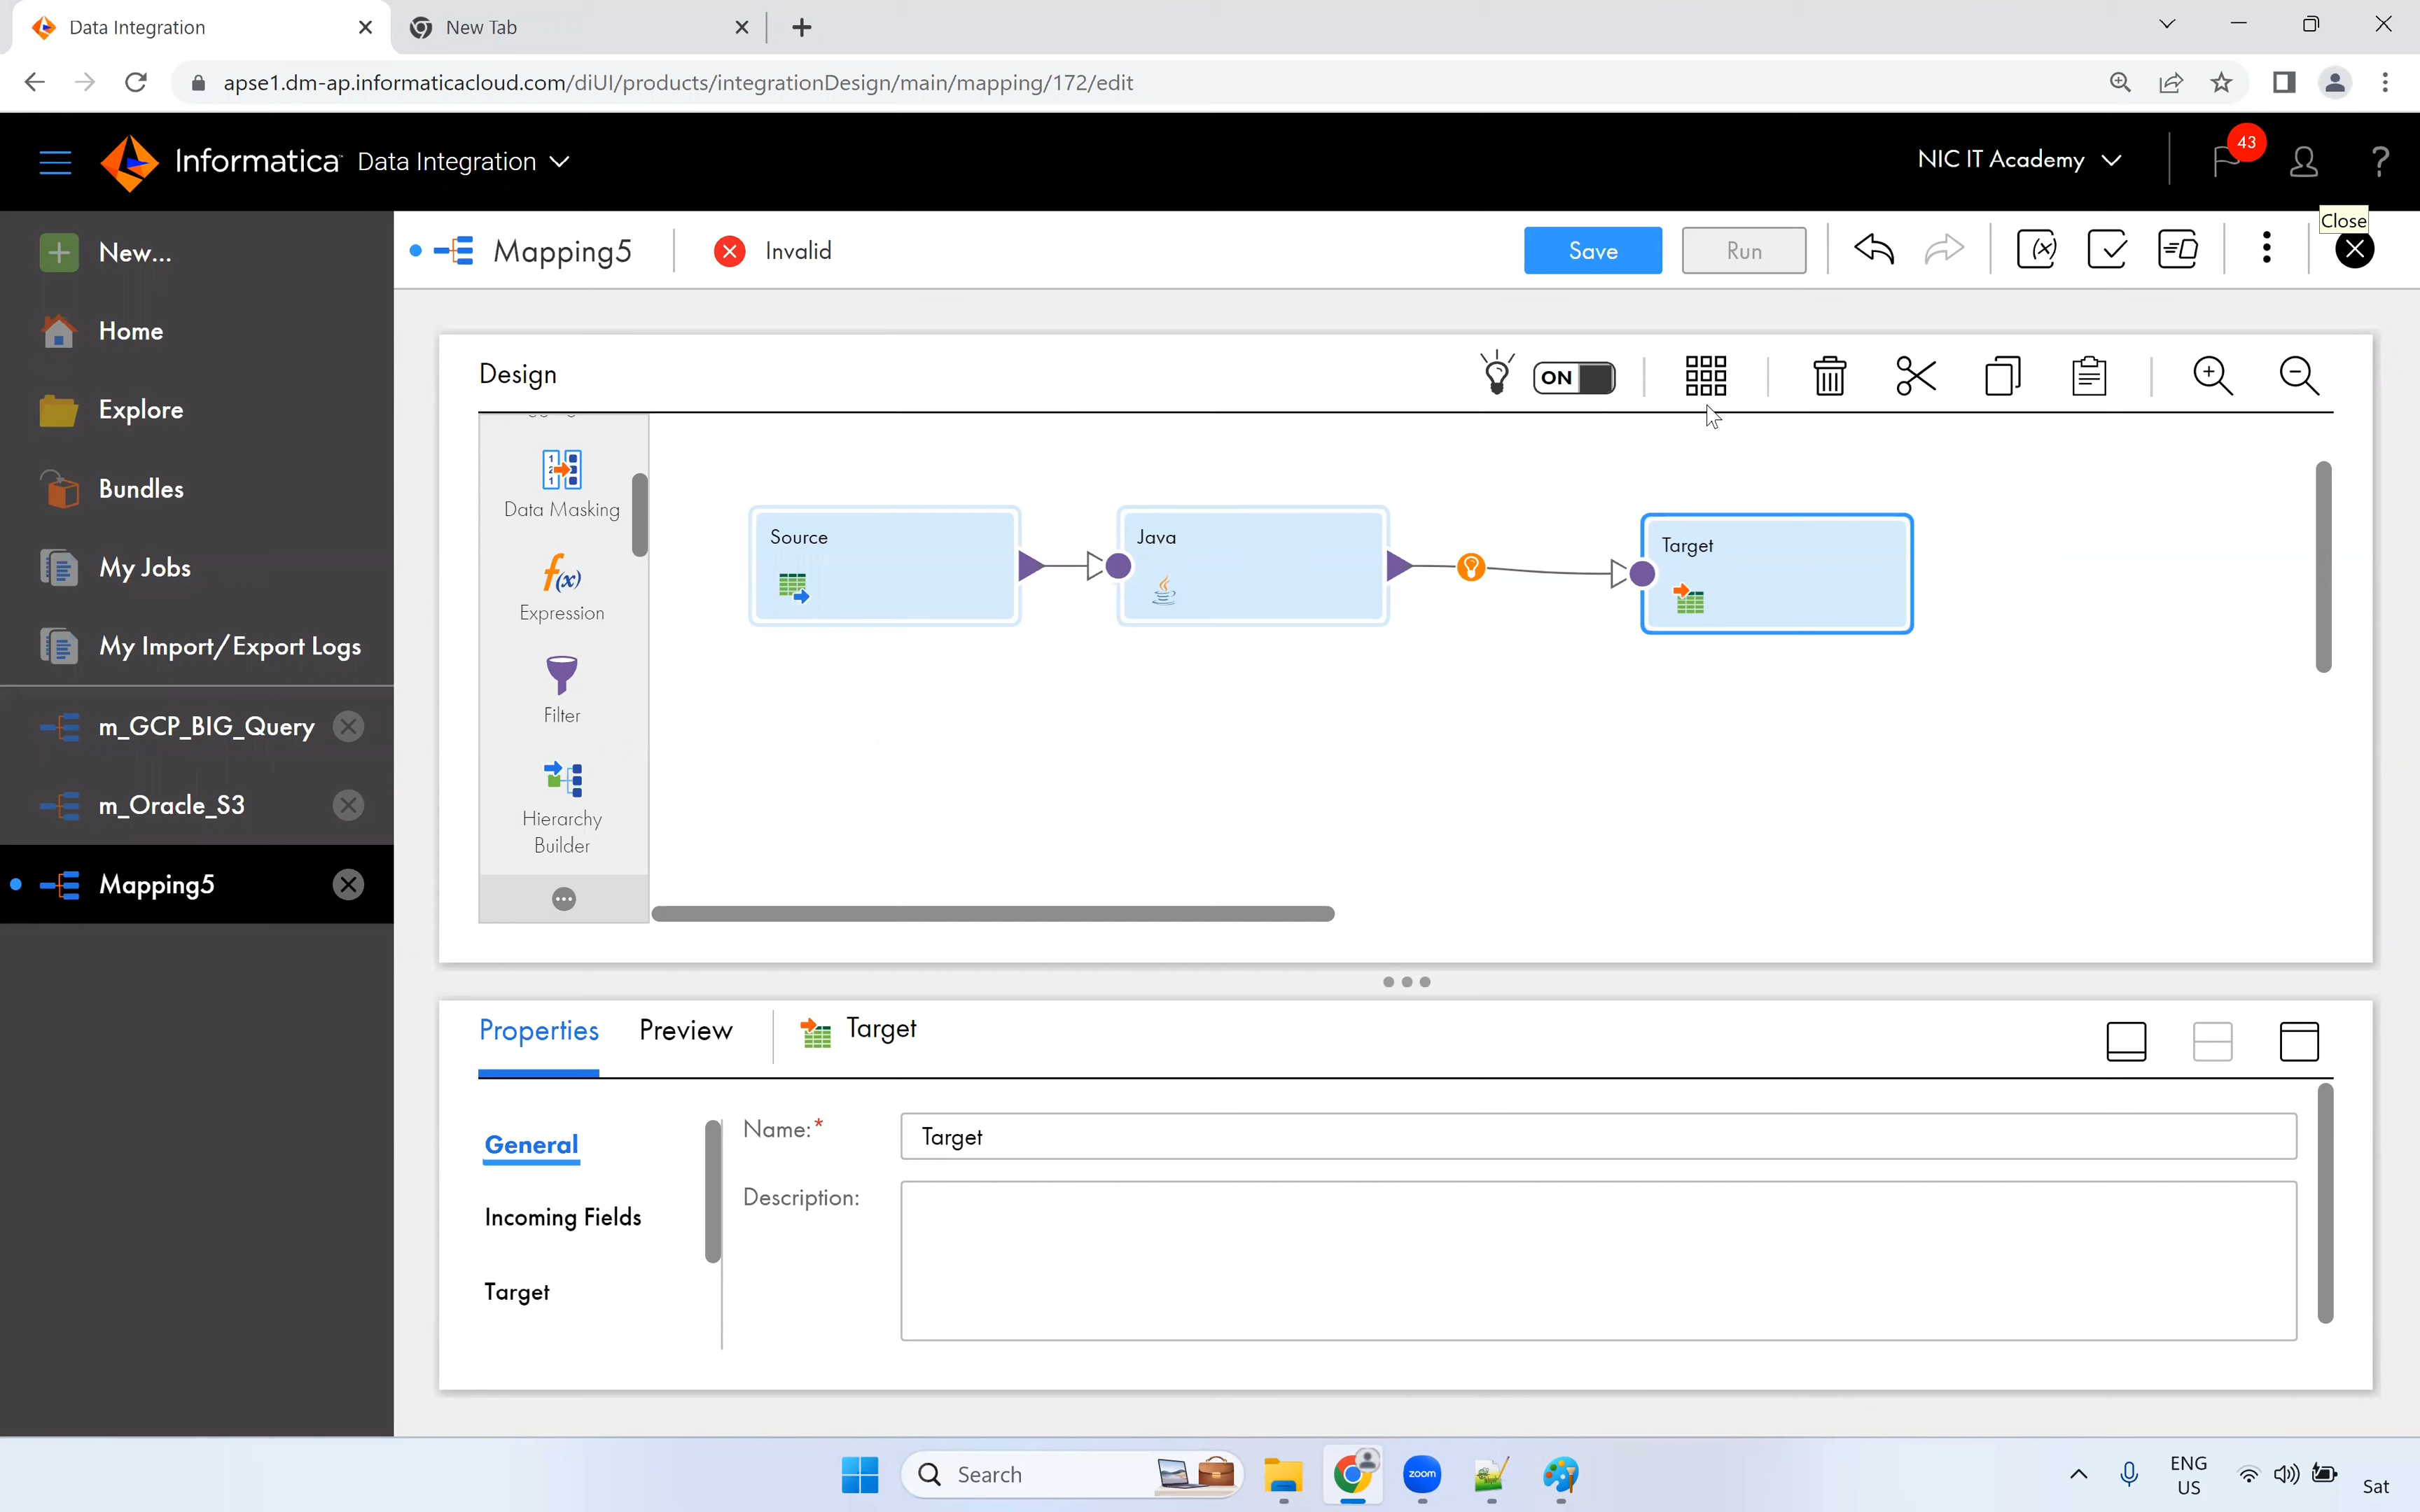 Data Integration
New Tab
apse1.dm-ap.informaticacloud.com/diUI/products/integrationDesign/main/mapping/172/edit
Informatica Data Integration
NIC IT Academy
43
?
Close
New...
Home
Explore
Bundles
My Jobs
My Import/Export Logs
m_GCP_BIG_Query
m_Oracle_S3
Mapping5
Mapping5
Invalid
Save
Run
(x)
Design
ON
Data Masking
f(x)
Expression
Filter
Hierarchy
Builder
Source
Java
Target
Properties
Preview
Target
General
Incoming Fields
Target
Name:*
Target
Description:
Search
zoom
ENG
US
Sat